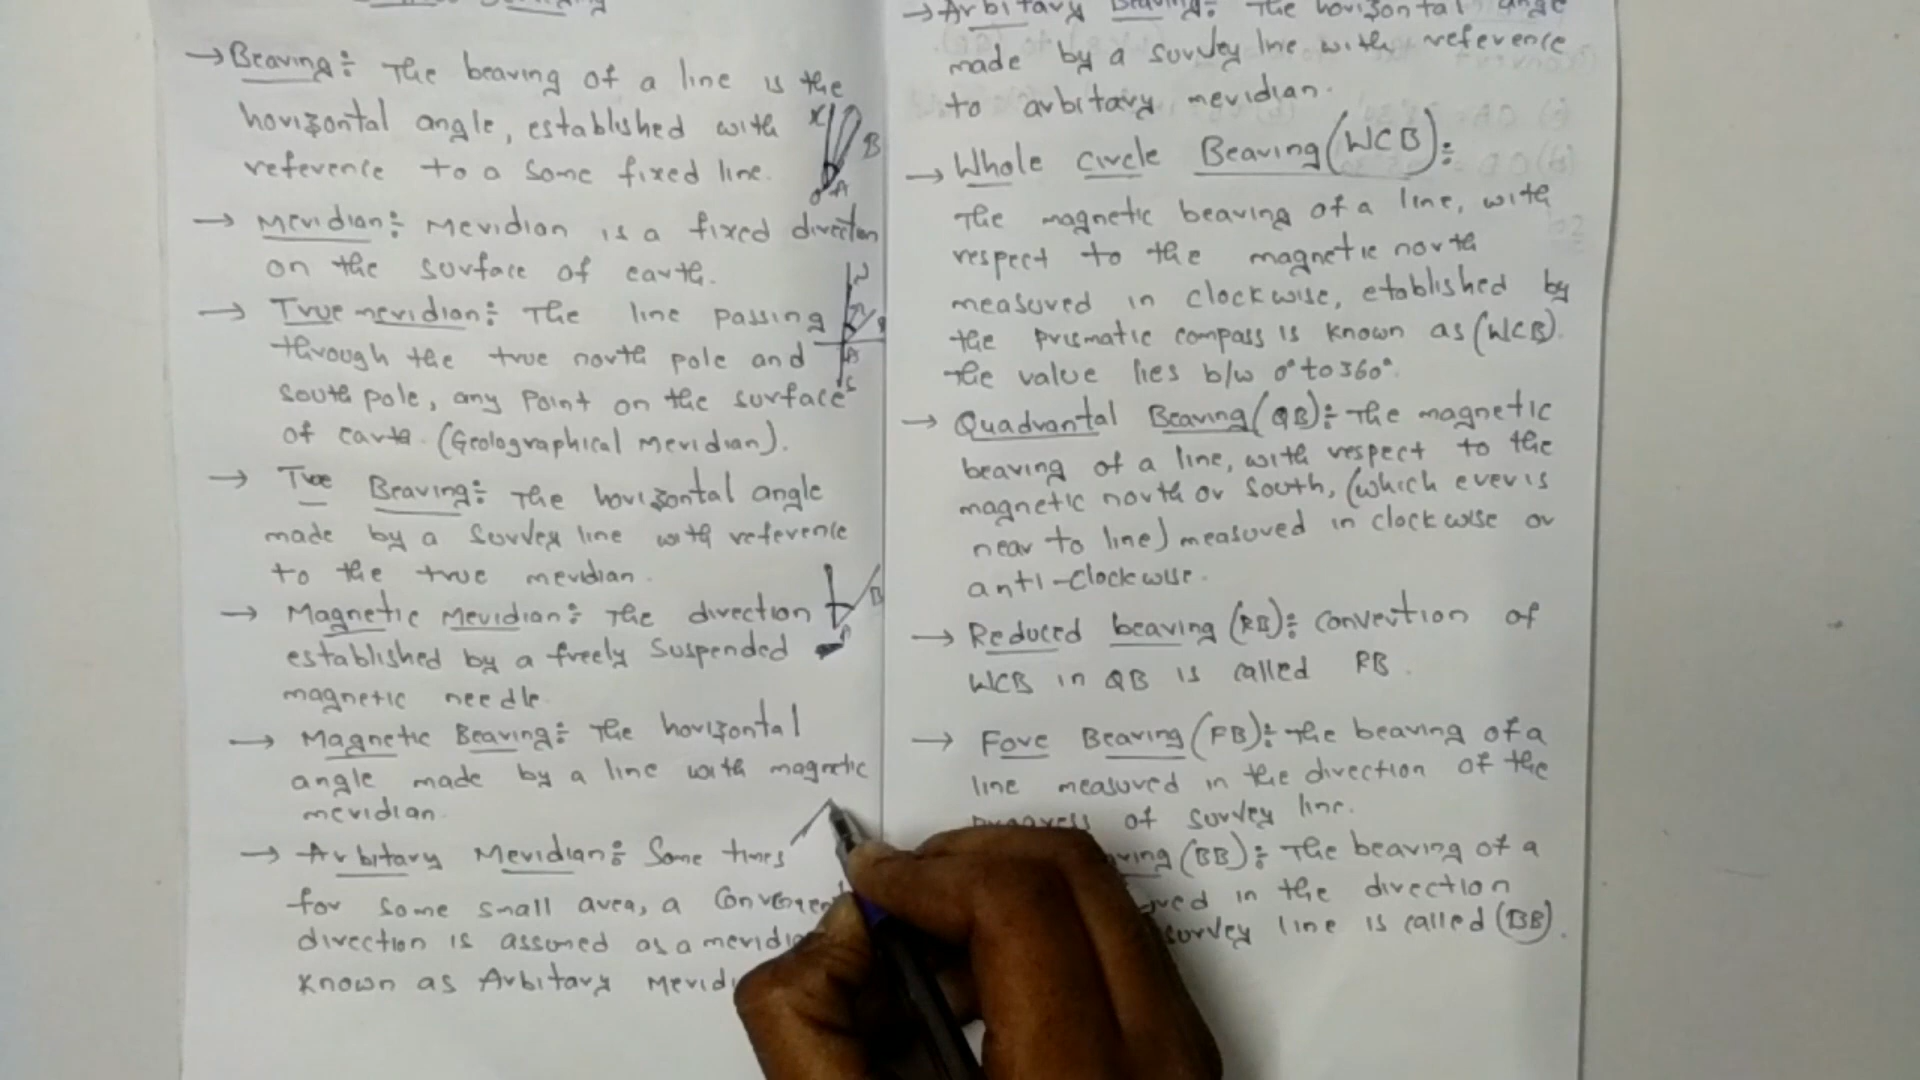 → Bearing :- The bearing of a line is the
horizontal angle, established with
reference to a some fixed line.
→ Meridian :- Meridian is a fixed direction
on the surface of earth.
→ True meridian :- The line passing
through the true north pole and
south pole, any point on the surface
of earth. (Geolographical Meridian).
→ True Bearing :- The horizontal angle
made by a survey line with reference
to the true meridian.
→ Magnetic Meridian :- The direction
established by a freely suspended
magnetic needle.
→ Magnetic Bearing :- The horizontal
angle made by a line with magnetic
meridian.
→ Arbitary Meridian :- Some times
for some small area, a
direction is assumed as a
known as Arbitary
X
B
O A
N
B
A
S
B
A
→ Arbitary Bearing :- The horizontal angle
made by a survey line with reference
to arbitary meridian.
→ Whole circle Bearing (WCB) :-
The magnetic bearing of a line, with
respect to the magnetic north
measured in clockwise, etablished by
the prismatic compass is known as (WCB).
The value lies b/w 0° to 360°.
→ Quadrantal Bearing (QB) :- The magnetic
bearing of a line, with respect to the
magnetic north or south, (which ever is
near to line) measured in clockwise or
anti-clockwise.
→ Reduced bearing (RB) :- convertion of
WCB in QB is called RB.
→ Fore Bearing (FB) :- The bearing of a
line measured in the direction of the
progress of survey line.
(BB) :- The bearing of a
in the direction
survey line is called (BB).